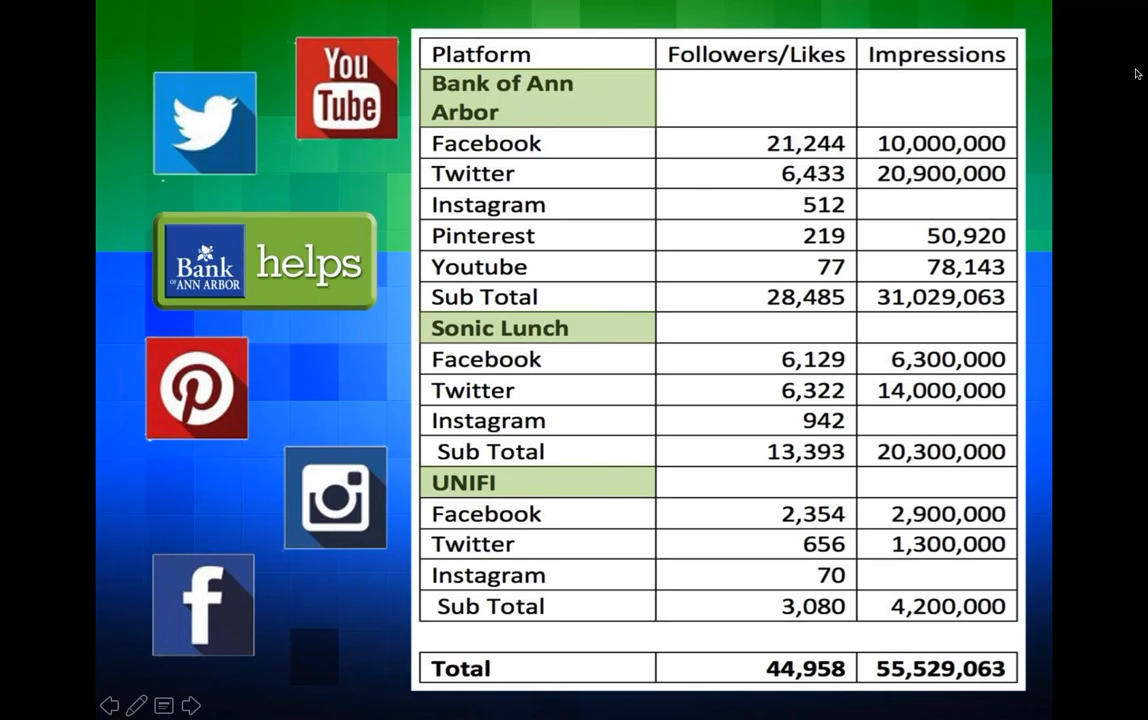 You
Tube
Bank
OF ANN ARBOR
helps
Platform Followers/Likes Impressions
Bank of Ann
Arbor
Facebook 21,244 10,000,000
Twitter 6,433 20,900,000
Instagram 512
Pinterest 219 50,920
Youtube 77 78,143
Sub Total 28,485 31,029,063
Sonic Lunch
Facebook 6,129 6,300,000
Twitter 6,322 14,000,000
Instagram 942
Sub Total 13,393 20,300,000
UNIFI
Facebook 2,354 2,900,000
Twitter 656 1,300,000
Instagram 70
Sub Total 3,080 4,200,000
Total 44,958 55,529,063